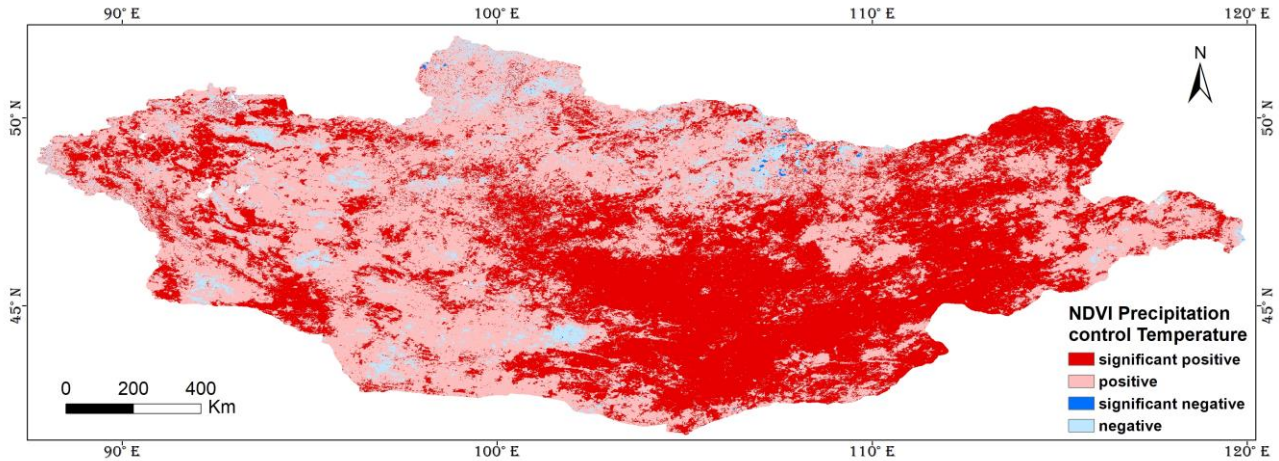 90° E 100° E 110° E 120° E
N
50° N 50° N
45° N 45° N
NDVI Precipitation
control Temperature
significant positive
positive
significant negative
negative
0 200 400
Km
90° E 100° E 110° E 120° E